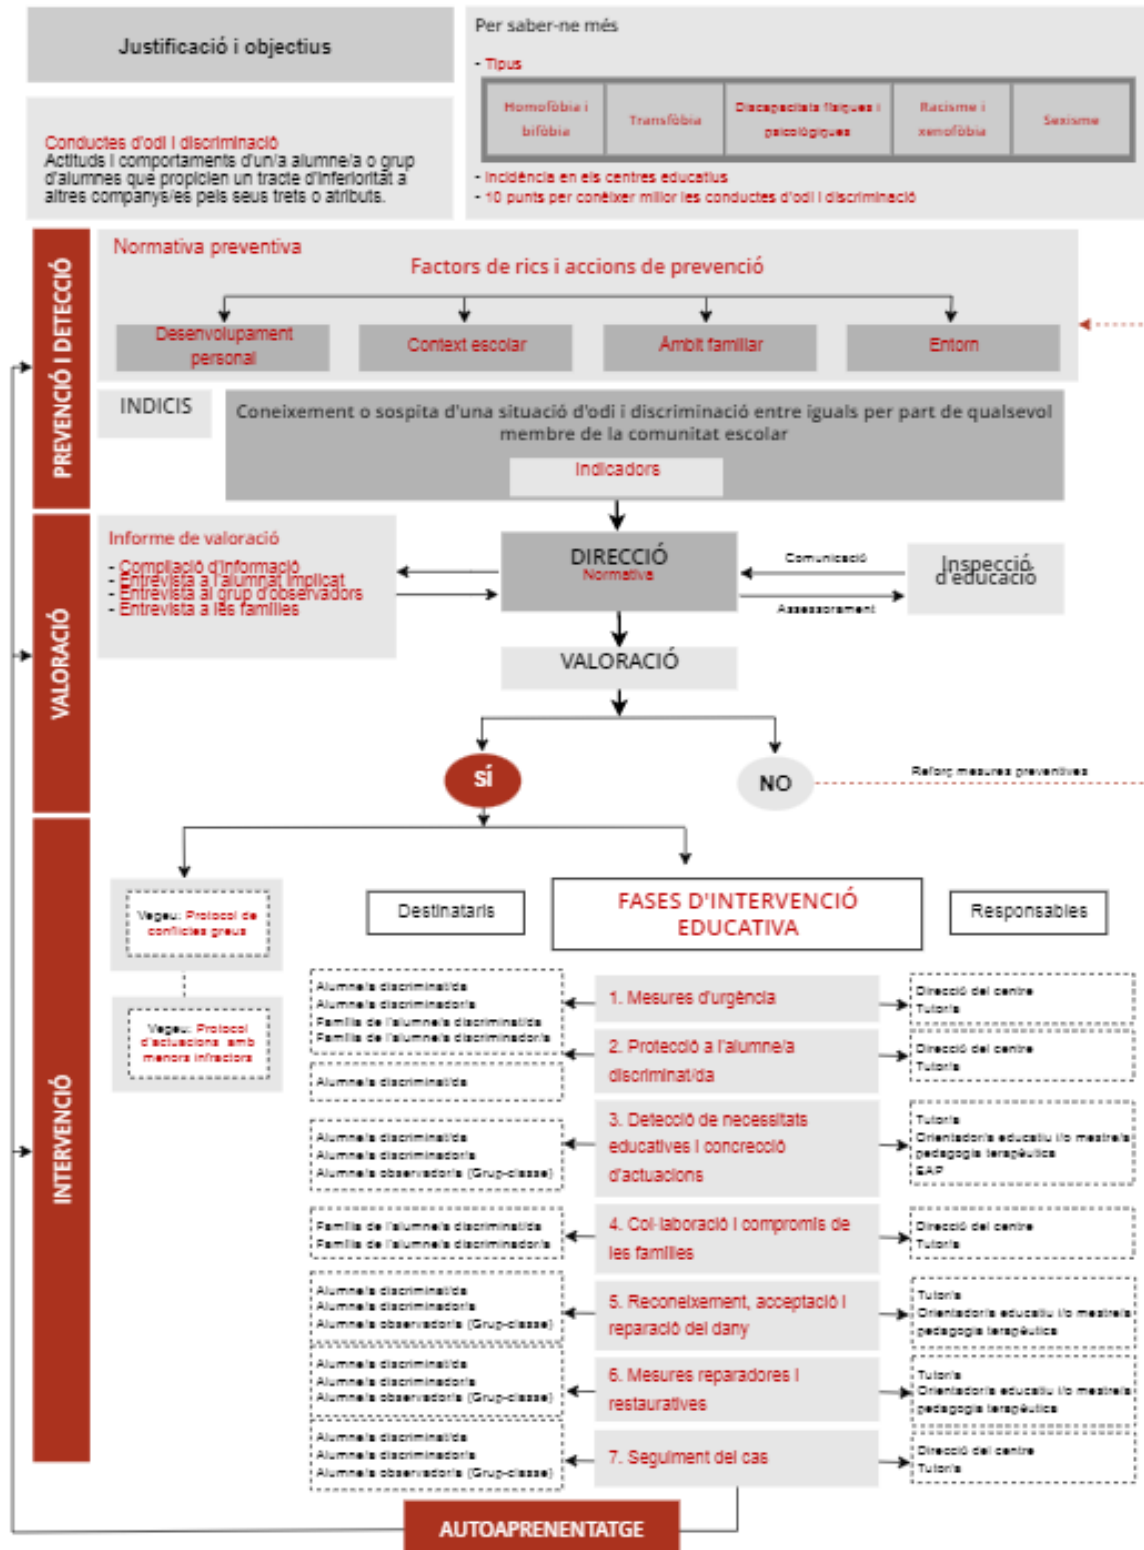 Justificació i objectius
Conductes d'odi i discriminació
Actituds i comportaments d'un/a alumne/a o grup
d'alumnes que propicien un tracte d'inferioritat a
altres companys/es pels seus trets o atributs.
Per saber-ne més
- Tipus
Homofòbia i
bifòbia
Transfòbia
Discapacitats físiques i
psicològiques
Racisme i
xenofòbia
Sexisme
- Incidència en els centres educatius
- 10 punts per conèixer millor les conductes d'odi i discriminació
PREVENCIÓ I DETECCIÓ
Normativa preventiva
Factors de rics i accions de prevenció
Desenvolupament
personal
Context escolar
Àmbit familiar
Entorn
INDICIS
Coneixement o sospita d'una situació d'odi i discriminació entre iguals per part de qualsevol
membre de la comunitat escolar
Indicadors
VALORACIÓ
Informe de valoració
- Compilació d'informació
- Entrevista a l'alumnat implicat
- Entrevista al grup d'observadors
- Entrevista a les famílies
DIRECCIÓ
Normativa
Comunicació
Assessorament
Inspecció
d'educació
VALORACIÓ
SÍ
NO
Reforç mesures preventives
INTERVENCIÓ
Vegeu: Protocol de
conflictes greus
Vegeu: Protocol
d'actuacions amb
menors infractors
Destinataris
FASES D'INTERVENCIÓ
EDUCATIVA
Responsables
Alumne/s discriminat/da
Alumne/s discriminador/s
Família de l'alumne/s discriminat/da
Família de l'alumne/s discriminador/s
1. Mesures d'urgència
Direcció del centre
Tutor/s
Alumne/s discriminat/da
2. Protecció a l'alumne/a
discriminat/da
Direcció del centre
Tutor/s
Alumne/s discriminat/da
Alumne/s discriminador/s
Alumne/s observador/s (Grup-classe)
3. Detecció de necessitats
educatives i concrecció
d'actuacions
Tutor/s
Orientador/s educatiu i/o mestre/s
pedagogia terapèutica
EAP
Família de l'alumne/s discriminat/da
Família de l'alumne/s discriminador/s
4. Col·laboració i compromís de
les famílies
Direcció del centre
Tutor/s
Alumne/s discriminat/da
Alumne/s discriminador/s
Alumne/s observador/s (Grup-classe)
5. Reconeixement, acceptació i
reparació del dany
Tutor/s
Orientador/s educatiu i/o mestre/s
pedagogia terapèutica
Alumne/s discriminat/da
Alumne/s discriminador/s
Alumne/s observador/s (Grup-classe)
6. Mesures reparadores i
restauratives
Tutor/s
Orientador/s educatiu i/o mestre/s
pedagogia terapèutica
Alumne/s discriminat/da
Alumne/s discriminador/s
Alumne/s observador/s (Grup-classe)
7. Seguiment del cas
Direcció del centre
Tutor/s
AUTOAPRENENTATGE